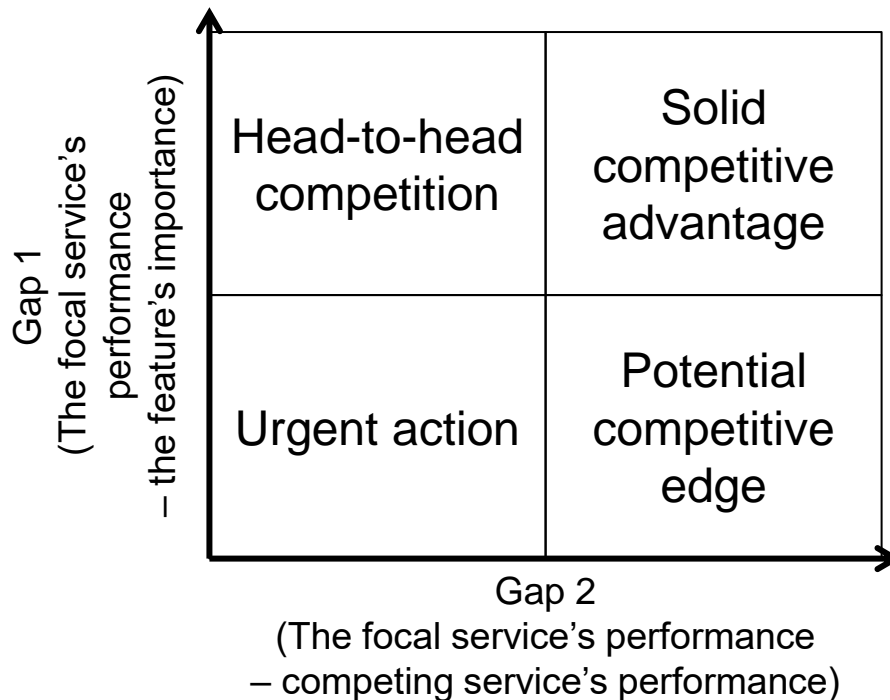 Gap 1
(The focal service’s
performance
– the feature’s importance)
Head-to-head
competition
Solid
competitive
advantage
Urgent action
Potential
competitive
edge
Gap 2
(The focal service’s performance
– competing service’s performance)